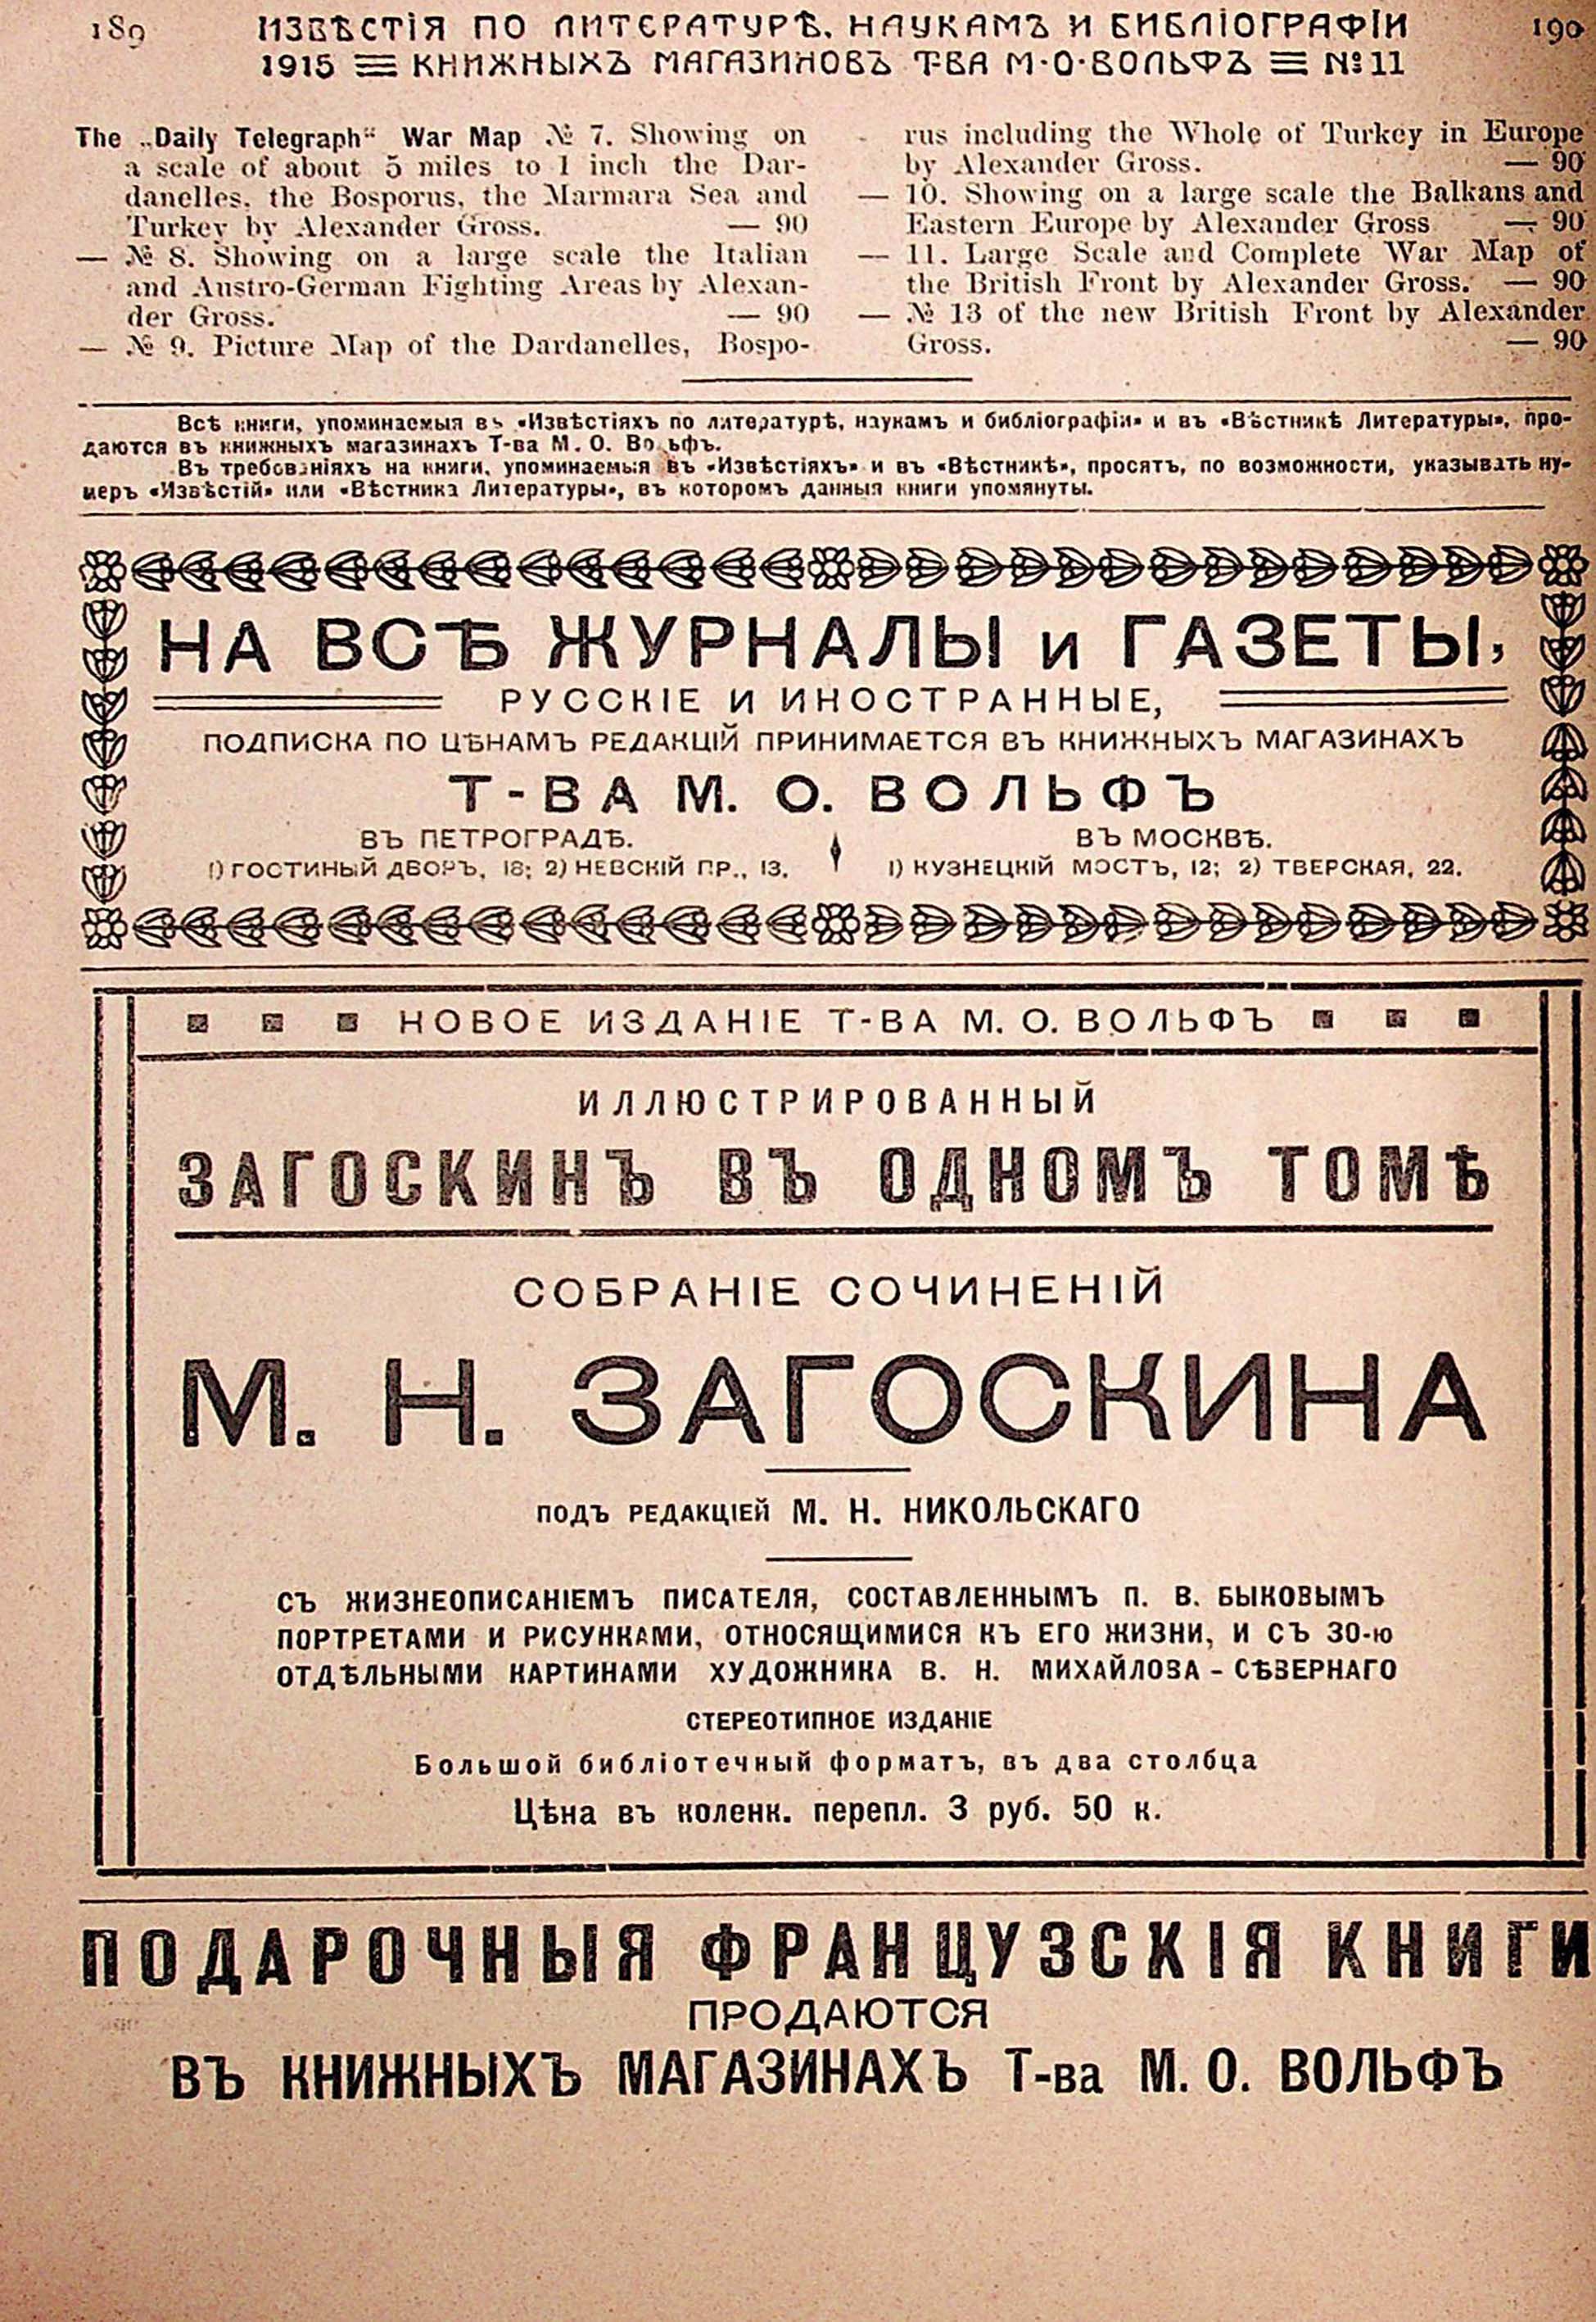 189
ИЗВѢСТІЯ ПО ЛИТЕРАТУРѢ, НАУКАМЪ И БИБЛІОГРАФІИ
190
1915 КНИЖНЫХЪ МАГАЗИНОВЪ Т-ВА М·О·ВОЛЬФЪ №11
The „Daily Telegraph“ War Map № 7. Showing on
a scale of about 5 miles to 1 inch the Dar-
danelles, the Bosporus, the Marmara Sea and
Turkey by Alexander Gross. — 90
— № 8. Showing on a large scale the Italian
and Austro-German Fighting Areas by Alexan-
der Gross. — 90
— № 9. Picture Map of the Dardanelles, Bospo-
rus including the Whole of Turkey in Europe
by Alexander Gross. — 90
— 10. Showing on a large scale the Balkans and
Eastern Europe by Alexander Gross — 90
— 11. Large Scale and Complete War Map of
the British Front by Alexander Gross. — 90
— № 13 of the new British Front by Alexander
Gross. — 90
Всѣ книги, упоминаемыя въ «Извѣстіяхъ по литературѣ, наукамъ и библіографіи» и въ «Вѣстникѣ Литературы», про-
даются въ книжныхъ магазинахъ Т-ва М. О. Вольфъ.
Въ требованіяхъ на книги, упоминаемыя въ «Извѣстіяхъ» и въ «Вѣстникѣ», просятъ, по возможности, указывать ну-
меръ «Извѣстій» или «Вѣстника Литературы», въ которомъ данныя книги упомянуты.
НА ВСѢ ЖУРНАЛЫ и ГАЗЕТЫ,
РУССКІЕ И ИНОСТРАННЫЕ,
ПОДПИСКА ПО ЦѢНАМЪ РЕДАКЦІЙ ПРИНИМАЕТСЯ ВЪ КНИЖНЫХЪ МАГАЗИНАХЪ
Т-ВА М. О. ВОЛЬФЪ
ВЪ ПЕТРОГРАДѢ.
1) ГОСТИНЫЙ ДВОРЪ, 18; 2) НЕВСКІЙ ПР., 13.
ВЪ МОСКВѢ.
1) КУЗНЕЦКІЙ МОСТЪ, 12; 2) ТВЕРСКАЯ, 22.
НОВОЕ ИЗДАНІЕ Т-ВА М. О. ВОЛЬФЪ
ИЛЛЮСТРИРОВАННЫЙ
ЗАГОСКИНЪ ВЪ ОДНОМЪ ТОМѢ
СОБРАНІЕ СОЧИНЕНІЙ
М. Н. ЗАГОСКИНА
ПОДЪ РЕДАКЦІЕЙ М. Н. НИКОЛЬСКАГО
СЪ ЖИЗНЕОПИСАНІЕМЪ ПИСАТЕЛЯ, СОСТАВЛЕННЫМЪ П. В. БЫКОВЫМЪ
ПОРТРЕТАМИ И РИСУНКАМИ, ОТНОСЯЩИМИСЯ КЪ ЕГО ЖИЗНИ, И СЪ 30-ю
ОТДѢЛЬНЫМИ КАРТИНАМИ ХУДОЖНИКА В. Н. МИХАЙЛОВА-СѢВЕРНАГО
СТЕРЕОТИПНОЕ ИЗДАНІЕ
Большой библіотечный форматъ, въ два столбца
Цѣна въ коленк. перепл. 3 руб. 50 к.
ПОДАРОЧНЫЯ ФРАНЦУЗСКІЯ КНИГИ
ПРОДАЮТСЯ
ВЪ КНИЖНЫХЪ МАГАЗИНАХЪ Т-ва М. О. ВОЛЬФЪ